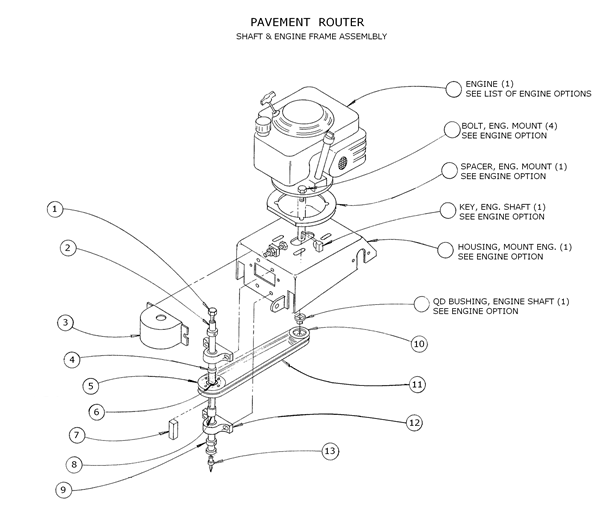 PAVEMENT ROUTER
SHAFT & ENGINE FRAME ASSEMLBLY
ENGINE (1)
SEE LIST OF ENGINE OPTIONS
BOLT, ENG. MOUNT (4)
SEE ENGINE OPTION
SPACER, ENG. MOUNT (1)
SEE ENGINE OPTION
KEY, ENG. SHAFT (1)
SEE ENGINE OPTION
HOUSING, MOUNT ENG. (1)
SEE ENGINE OPTION
QD BUSHING, ENGINE SHAFT (1)
SEE ENGINE OPTION
1
2
3
4
5
6
7
8
9
10
11
12
13